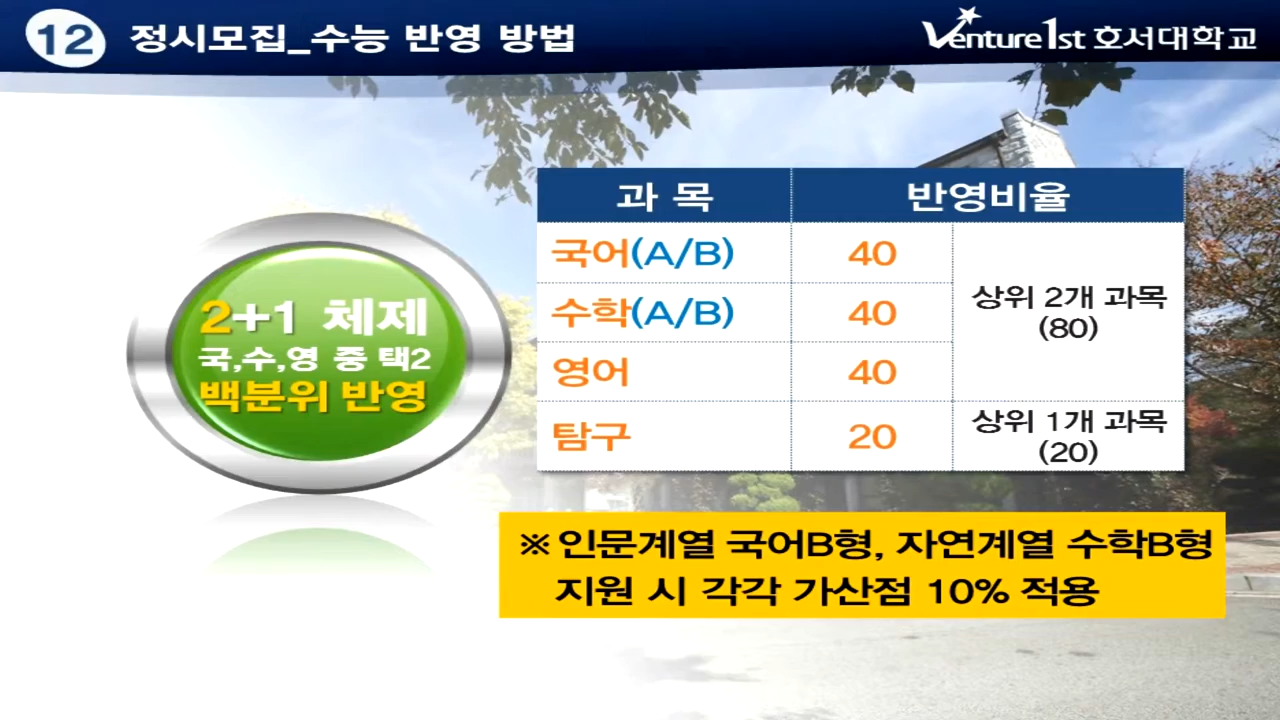 12 정시모집_수능 반영 방법
Venture1st 호서대학교
2+1 체제
국,수,영 중 택2
백분위 반영
과 목 반영비율
국어(A/B) 40
수학(A/B) 40
상위 2개 과목
(80)
영어 40
탐구 20
상위 1개 과목
(20)
※ 인문계열 국어B형, 자연계열 수학B형
지원 시 각각 가산점 10% 적용